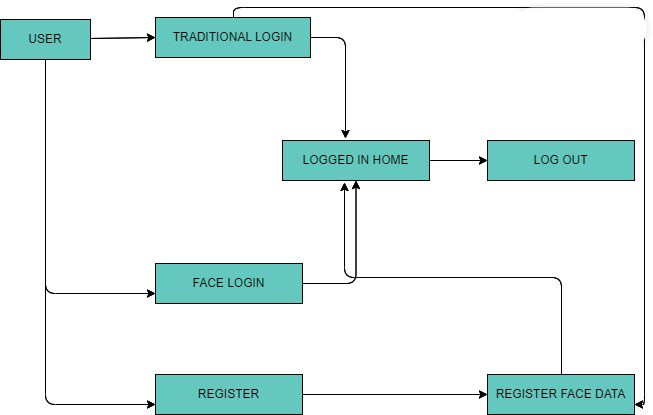 USER
TRADITIONAL LOGIN
LOGGED IN HOME
LOG OUT
FACE LOGIN
REGISTER
REGISTER FACE DATA